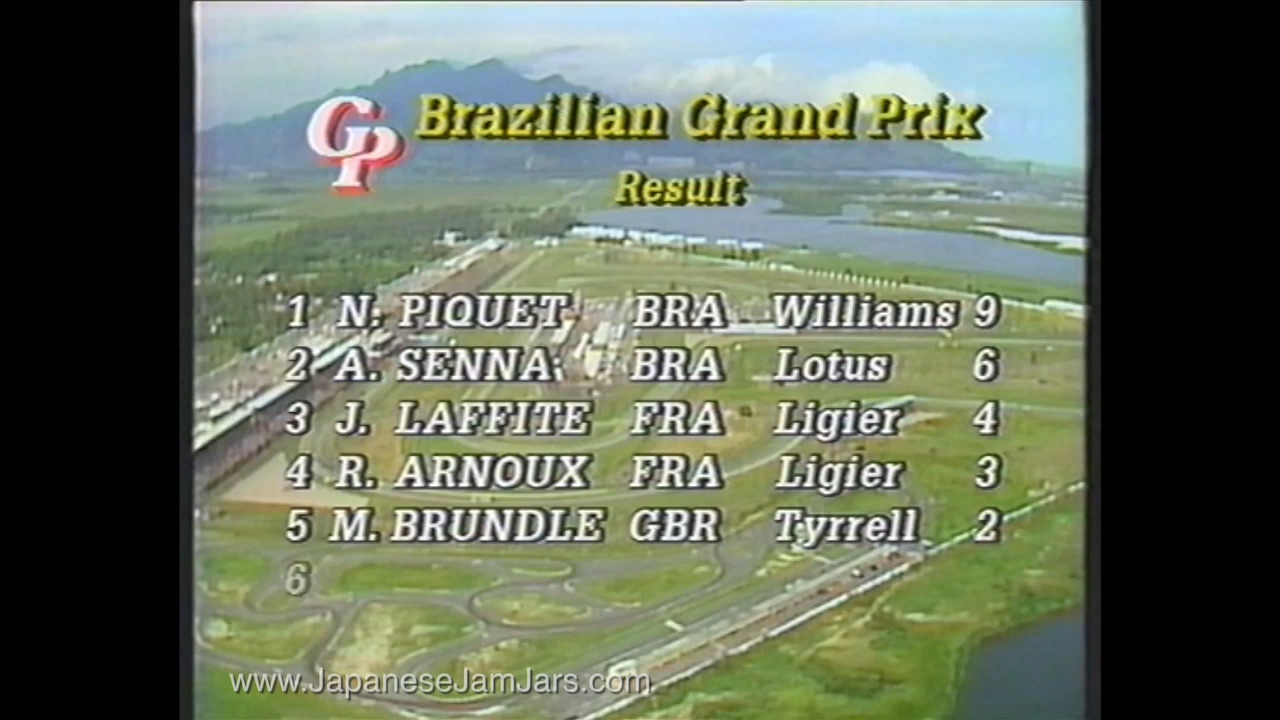 GP Brazilian Grand Prix
Result
1 N. PIQUET BRA Williams 9
2 A. SENNA BRA Lotus 6
3 J. LAFFITE FRA Ligier 4
4 R. ARNOUX FRA Ligier 3
5 M. BRUNDLE GBR Tyrrell 2
6
www.JapaneseJamJars.com